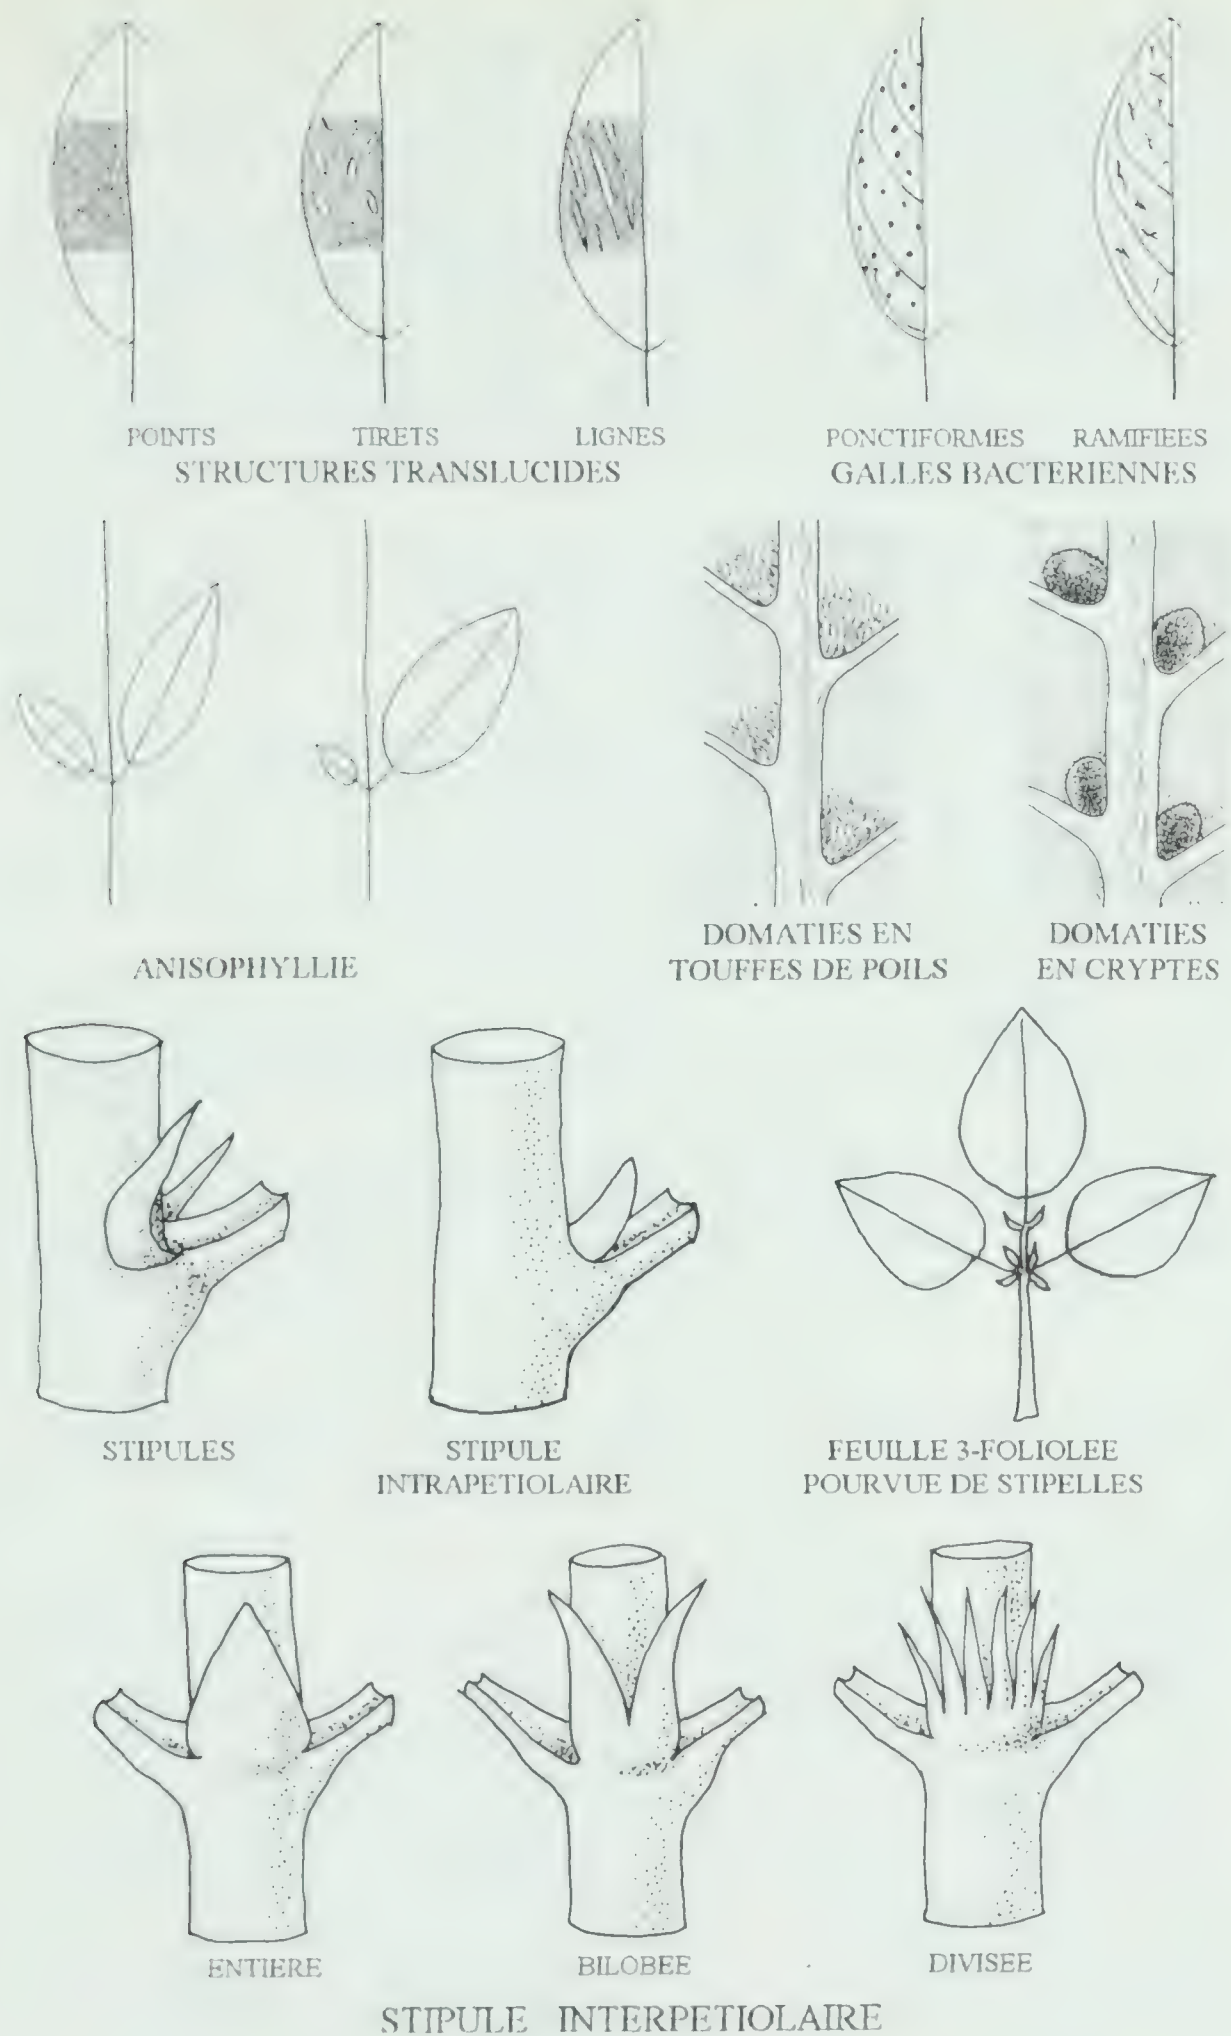 POINTS TIRETS LIGNES PONCTIFORMES RAMIFIEES
STRUCTURES TRANSLUCIDES GALLES BACTERIENNES
ANISOPHYLLIE
DOMATIES EN
TOUFFES DE POILS
DOMATIES
EN CRYPTES
STIPULES
STIPULE
INTRAPETIOLAIRE
FEUILLE 3-FOLIOLEE
POURVUE DE STIPELLES
ENTIERE BILOBEE DIVISEE
STIPULE INTERPETIOLAIRE